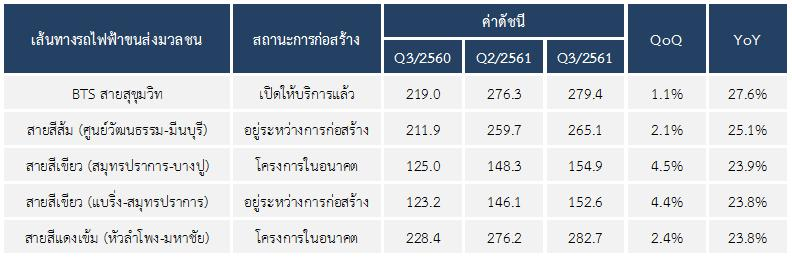 เส้นทางรถไฟฟ้าขนส่งมวลชน สถานะการก่อสร้าง ค่าดัชนี QoQ YoY
Q3/2560 Q2/2561 Q3/2561
BTS สายสุขุมวิท เปิดให้บริการแล้ว 219.0 276.3 279.4 1.1% 27.6%
สายสีส้ม (ศูนย์วัฒนธรรม-มีนบุรี) อยู่ระหว่างการก่อสร้าง 211.9 259.7 265.1 2.1% 25.1%
สายสีเขียว (สมุทรปราการ-บางปู) โครงการในอนาคต 125.0 148.3 154.9 4.5% 23.9%
สายสีเขียว (แบริ่ง-สมุทรปราการ) อยู่ระหว่างการก่อสร้าง 123.2 146.1 152.6 4.4% 23.8%
สายสีแดงเข้ม (หัวลำโพง-มหาชัย) โครงการในอนาคต 228.4 276.2 282.7 2.4% 23.8%